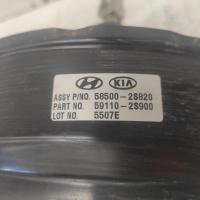 KIA
ASSY P/NO. 58500-2S820
PART NO. 59110-2S900
LOT NO. 5507E